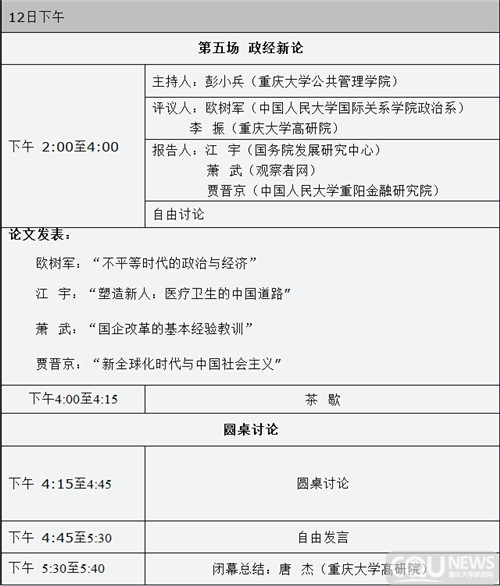 12日下午
第五场 政经新论
下午 2:00至4:00
主持人：彭小兵（重庆大学公共管理学院）
评议人：欧树军（中国人民大学国际关系学院政治系）
李 振（重庆大学高研院）
报告人：江 宇（国务院发展研究中心）
萧 武（观察者网）
贾晋京（中国人民大学重阳金融研究院）
自由讨论
论文发表：
欧树军：“不平等时代的政治与经济”
江 宇：“塑造新人：医疗卫生的中国道路”
萧 武：“国企改革的基本经验教训”
贾晋京：“新全球化时代与中国社会主义”
下午4:00至4:15 茶 歇
圆桌讨论
下午 4:15至4:45 圆桌讨论
下午 4:45至5:30 自由发言
下午 5:30至5:40 闭幕总结：唐 杰（重庆大学高研院）
CQU NEWS
重庆大学新闻网